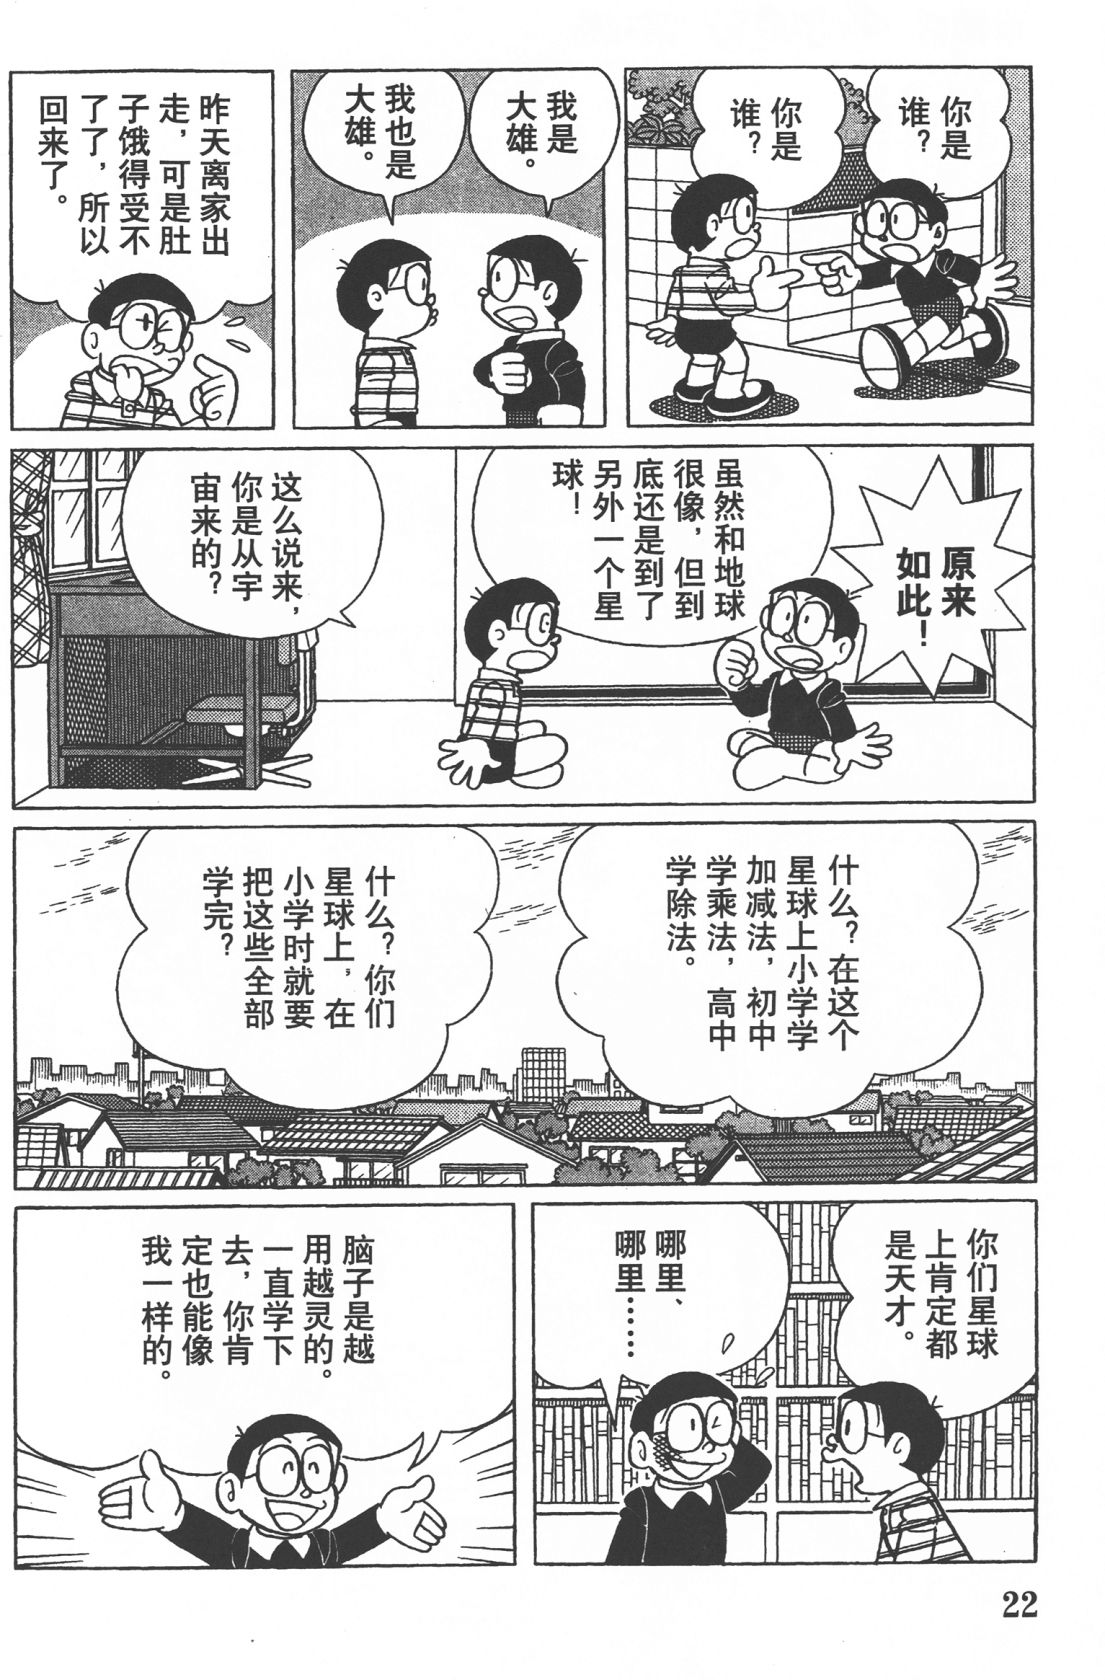 你是
谁？
你是
谁？
我是
大雄。
我也是
大雄。
昨天离家出
走，可是肚
子饿得受不
了了，所以
回来了。
原来
如此！
虽然和地球
很像，但到
底还是到了
另外一个星
球！
这么说来，
你是从宇
宙来的？
什么？在这个
星球上小学学
加减法，初中
学乘法，高中
学除法。
什么？你们
星球上，在
小学时就要
把这些全部
学完？
你们星球
上肯定都
是天才。
哪里、
哪里……
脑子是越
用越灵的。
一直学下
去，你肯
定也能像
我一样的。
22